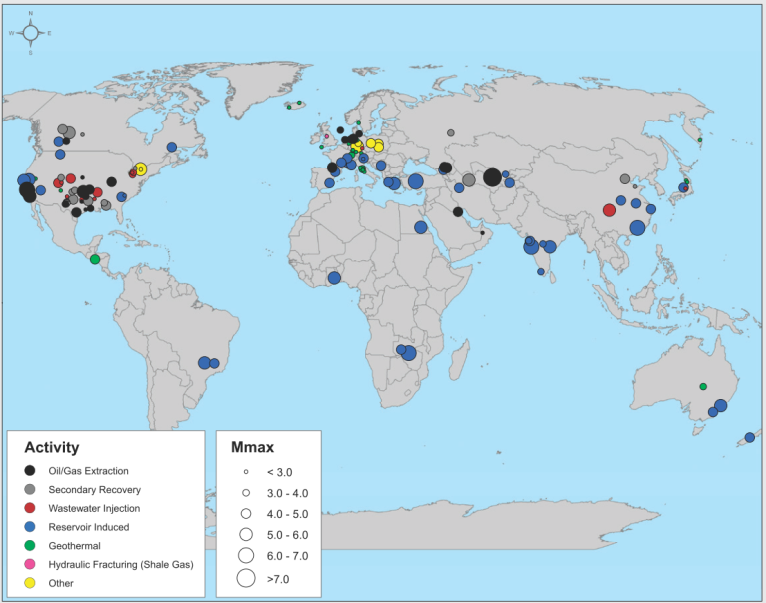 N
W E
S
Activity
Oil/Gas Extraction
Secondary Recovery
Wastewater Injection
Reservoir Induced
Geothermal
Hydraulic Fracturing (Shale Gas)
Other
Mmax
< 3.0
3.0 - 4.0
4.0 - 5.0
5.0 - 6.0
6.0 - 7.0
>7.0